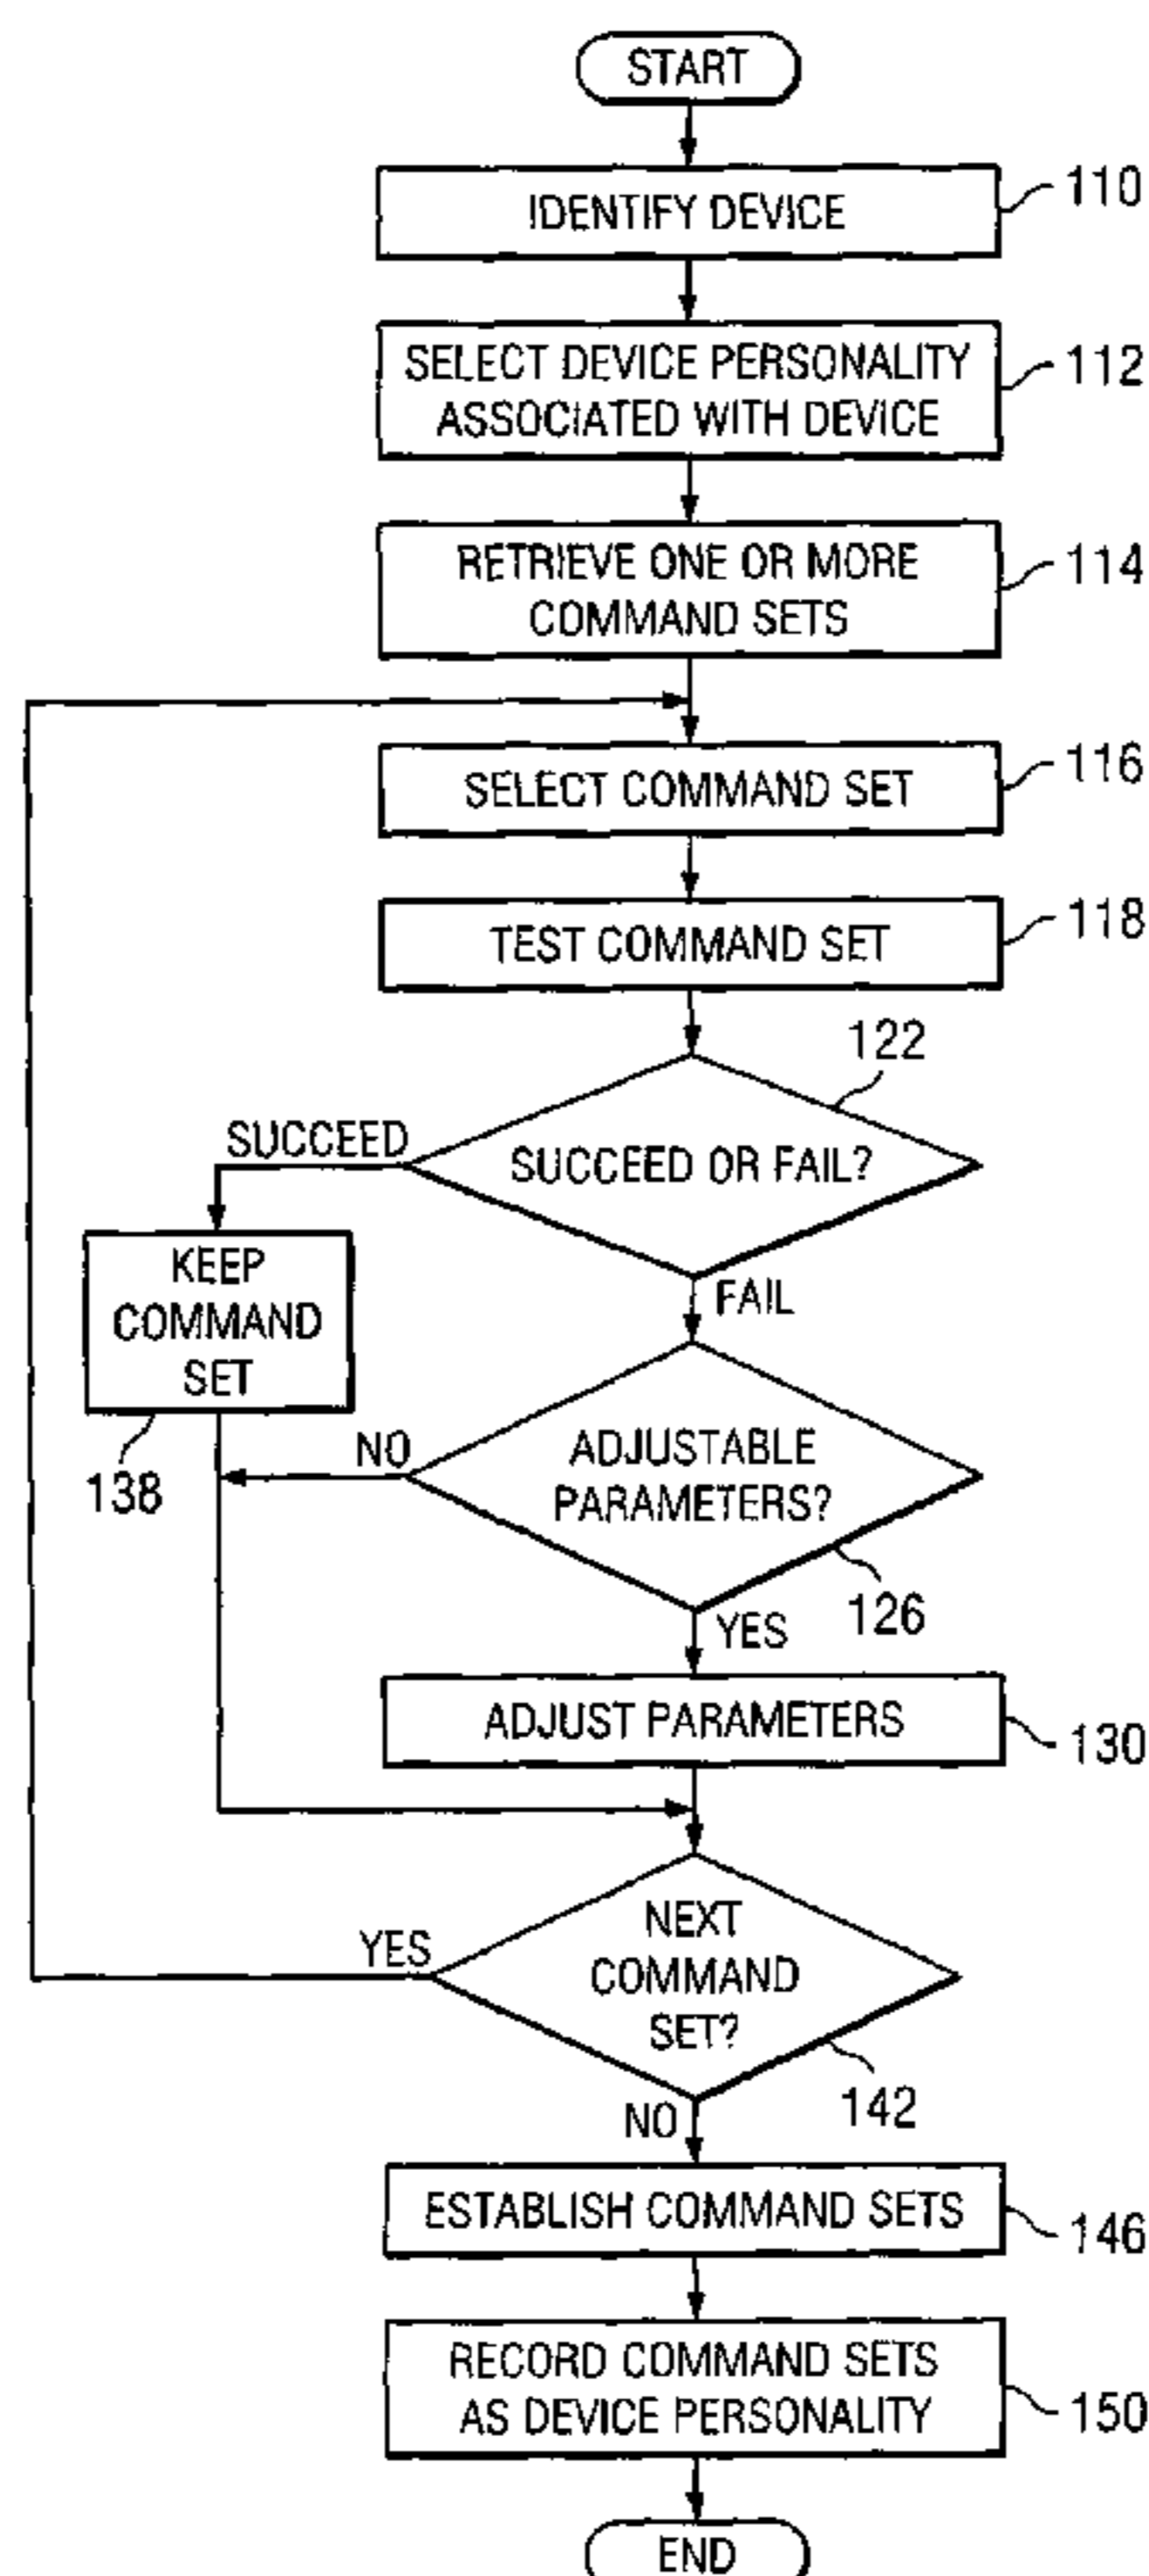 START
IDENTIFY DEVICE
110
SELECT DEVICE PERSONALITY
ASSOCIATED WITH DEVICE
112
RETRIEVE ONE OR MORE
COMMAND SETS
114
SELECT COMMAND SET
116
TEST COMMAND SET
118
122
SUCCEED OR FAIL?
SUCCEED
FAIL
KEEP
COMMAND
SET
138
NO
ADJUSTABLE
PARAMETERS?
126
YES
ADJUST PARAMETERS
130
NEXT
COMMAND
SET?
YES
142
NO
ESTABLISH COMMAND SETS
146
RECORD COMMAND SETS
AS DEVICE PERSONALITY
150
END